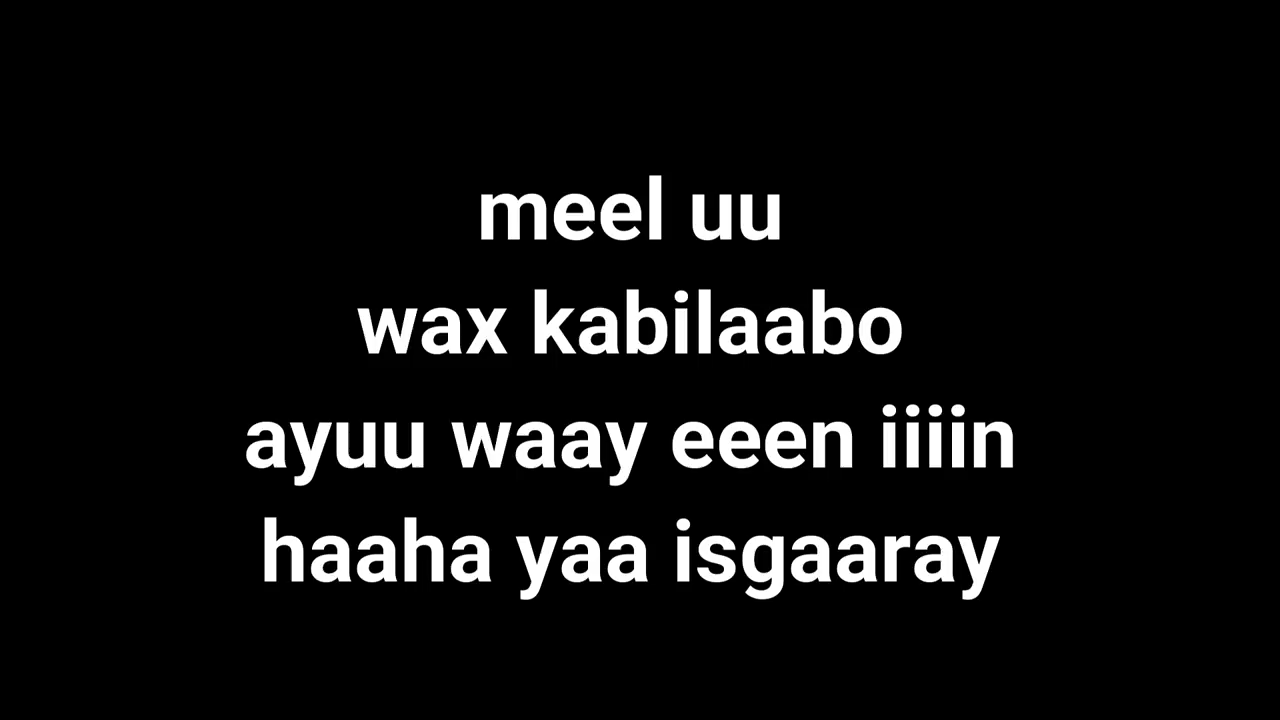 meel uu
wax kabilaabo
ayuu waay eeen iiiin
haaha yaa isgaaray